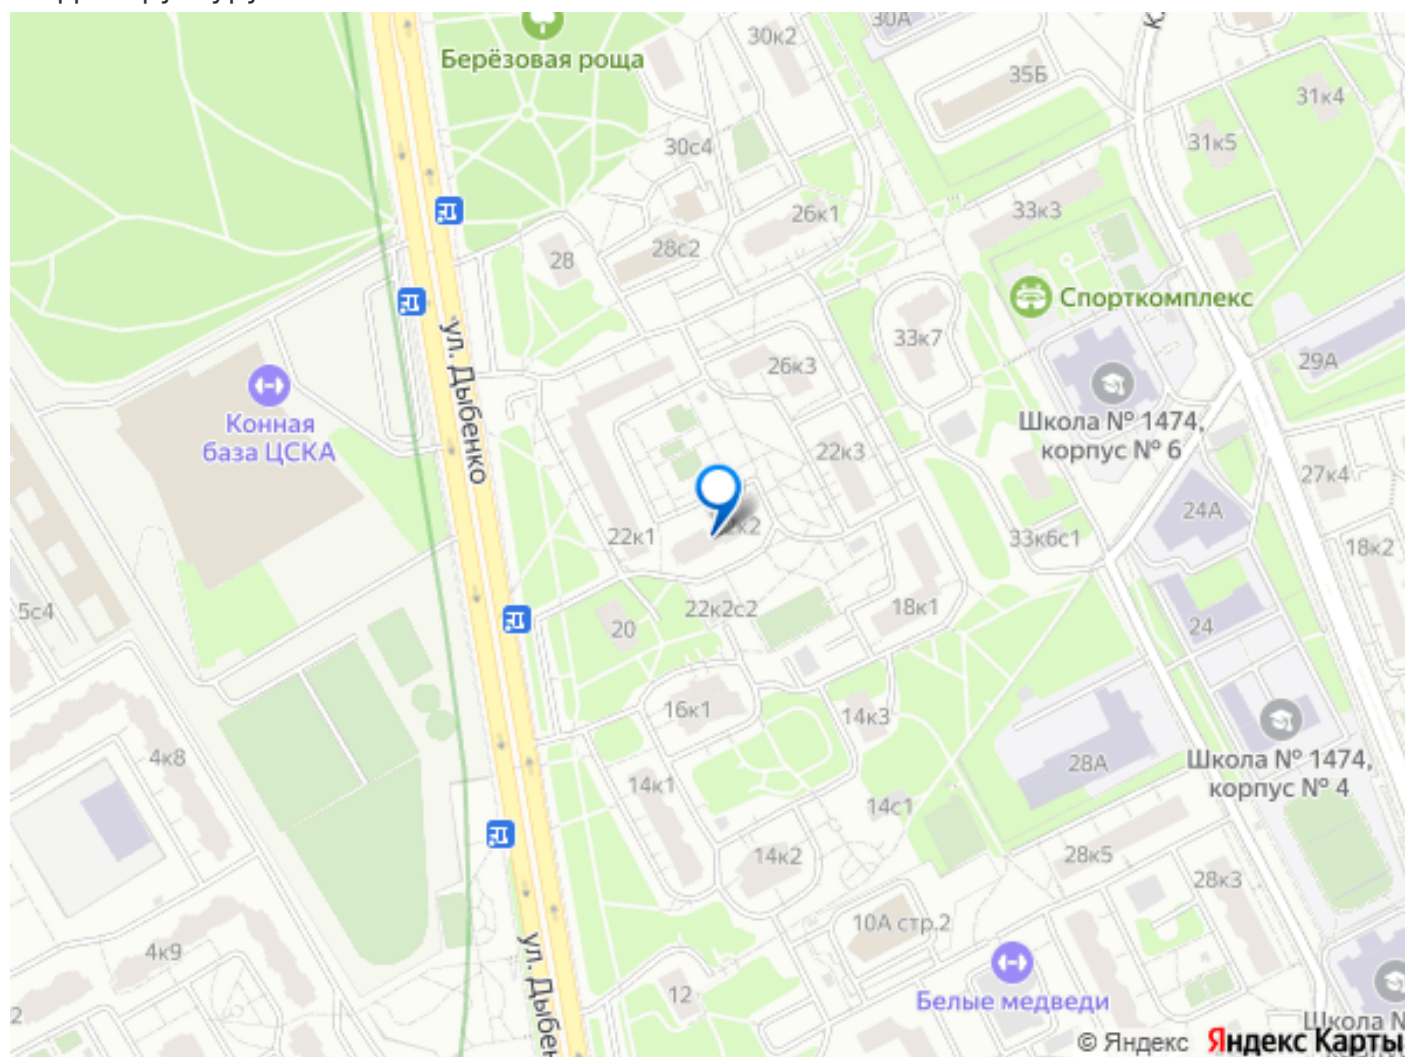 30А
30к2
Берёзовая роща
35Б
31к4
30с4
31к5
26к1
33к3
28
28с2
Спорткомплекс
33к7
ул. Дыбенко
26к3
29А
Конная
база ЦСКА
Школа № 1474,
корпус № 6
22к3
27к4
24А
22к1
33к6с1
18к2
5с4
20
22к2с2
18к1
24
16к1
14к3
4к8
28А
Школа № 1474,
корпус № 4
14к1
14с1
14к2
28к5
28к3
10А стр.2
4к9
ул. Дыбен
12
Белые медведи
2
Школа №
© Яндекс Яндекс Карты